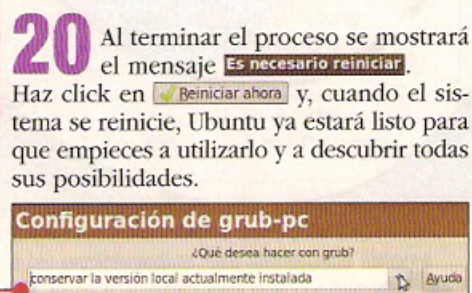 20 Al terminar el proceso se mostrará
el mensaje Es necesario reiniciar.
Haz click en Reiniciar ahora y, cuando el sis-
tema se reinicie, Ubuntu ya estará listo para
que empieces a utilizarlo y a descubrir todas
sus posibilidades.
Configuración de grub-pc
¿Qué desea hacer con grub?
conservar la versión local actualmente instalada Ayuda